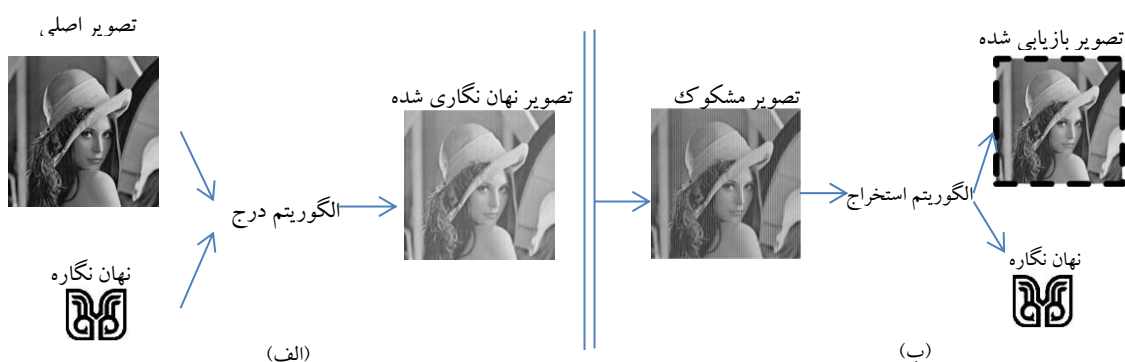 تصویر اصلی
نهان نگاره
الگوریتم درج
تصویر نهان نگاری شده
(الف)
تصویر مشکوک
الگوریتم استخراج
تصویر بازیابی شده
نهان نگاره
(ب)